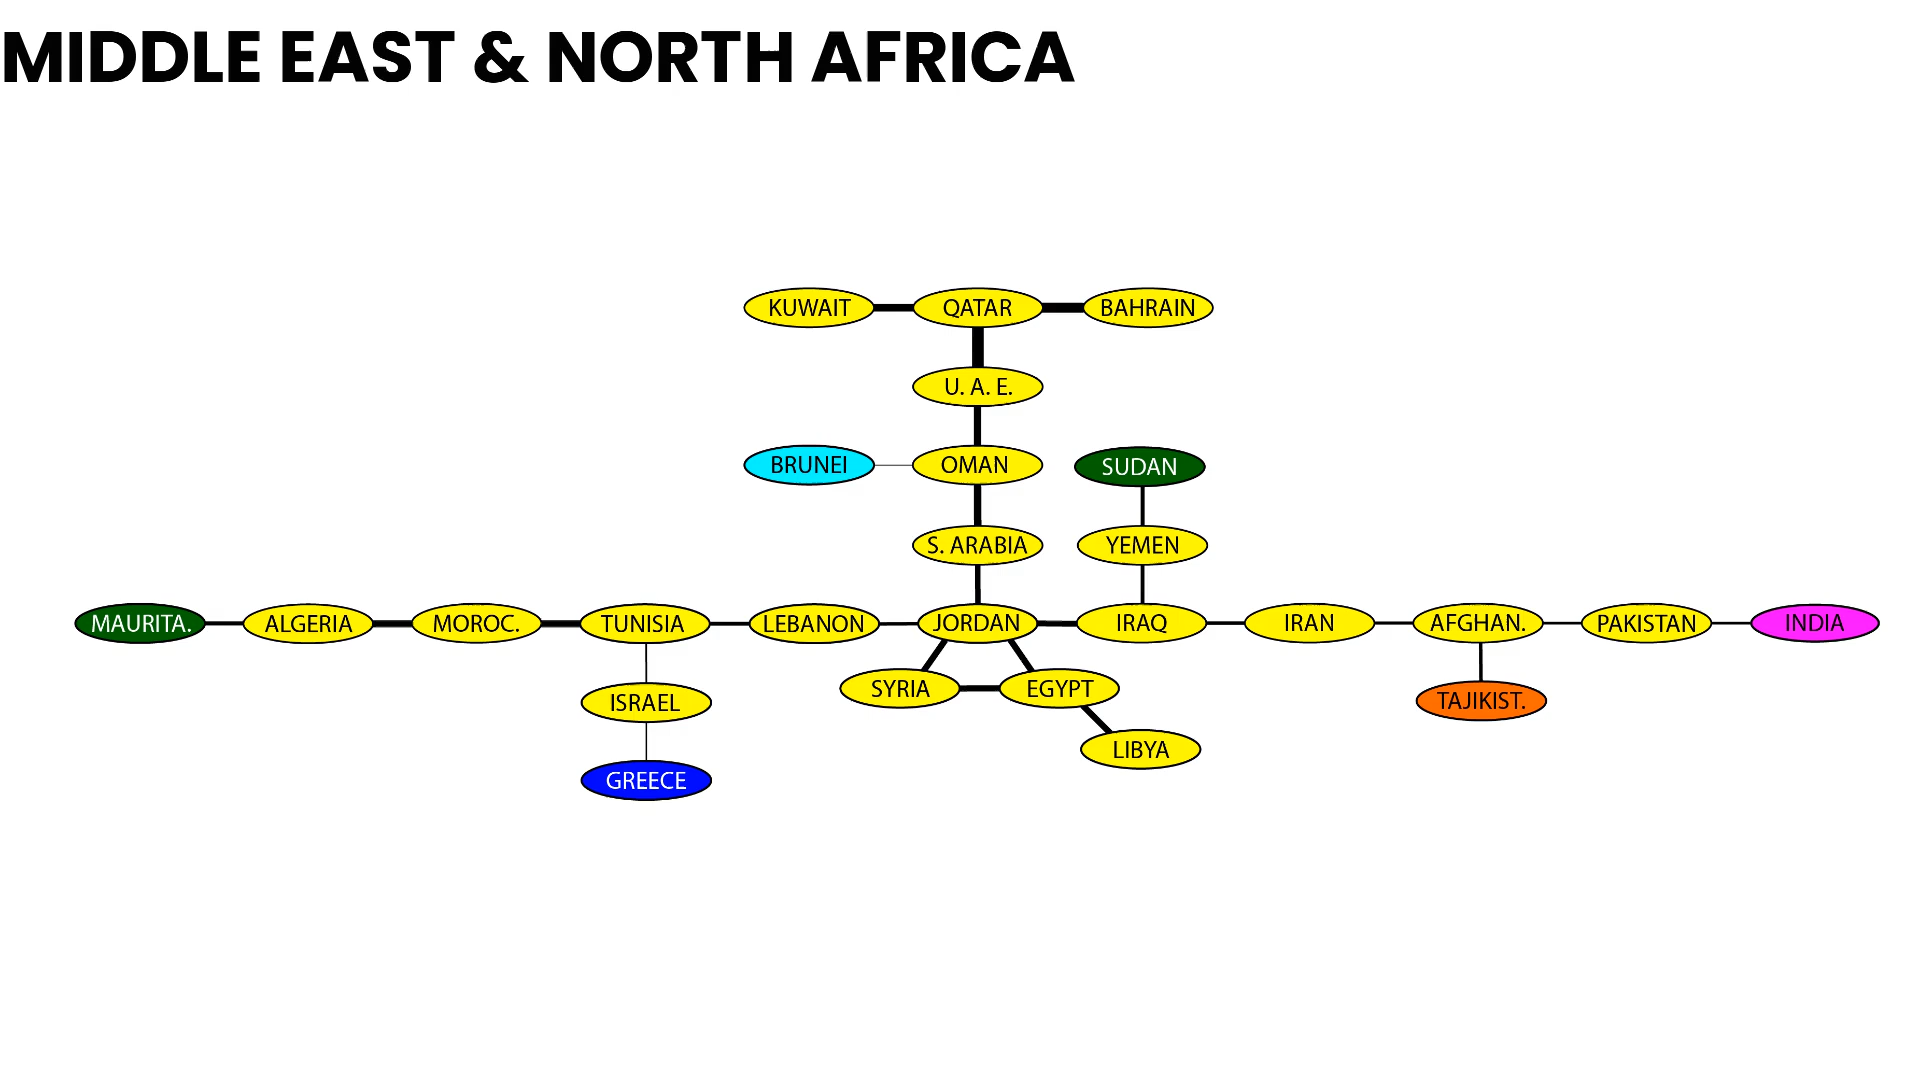 MIDDLE EAST & NORTH AFRICA
KUWAIT
QATAR
BAHRAIN
U. A. E.
BRUNEI
OMAN
SUDAN
S. ARABIA
YEMEN
MAURITA.
ALGERIA
MOROC.
TUNISIA
LEBANON
JORDAN
IRAQ
IRAN
AFGHAN.
PAKISTAN
INDIA
SYRIA
EGYPT
ISRAEL
TAJIKIST.
LIBYA
GREECE